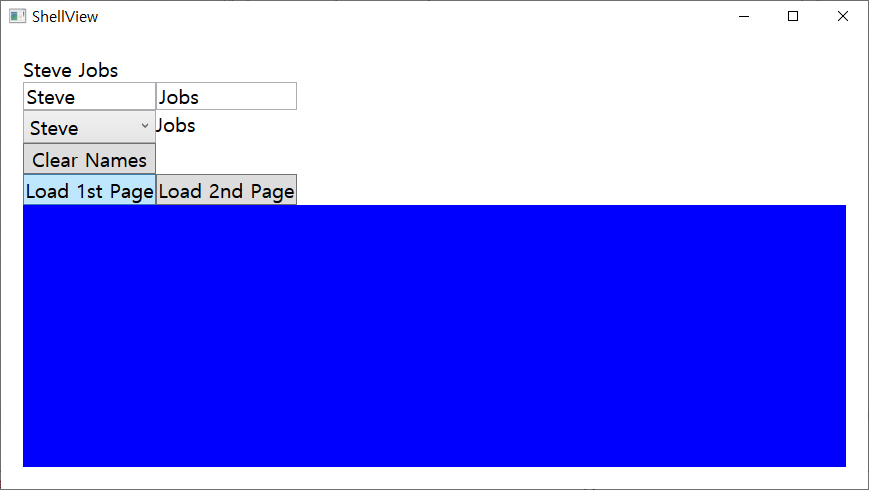 ShellView
Steve Jobs
Steve Jobs
Steve Jobs
Clear Names
Load 1st Page Load 2nd Page